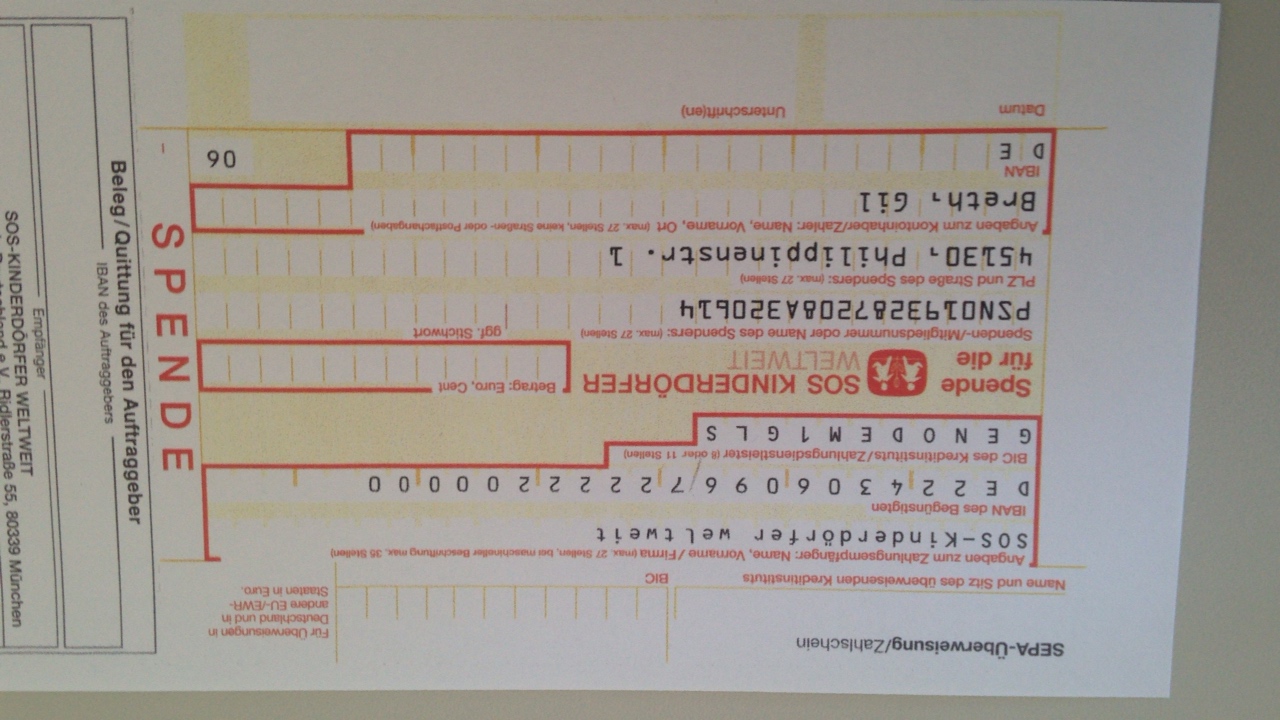 SEPA-Überweisung/Zahlschein
Für Überweisungen in
Deutschland und in
andere EU-/EWR-
Staaten in Euro.
Name und Sitz des überweisenden Kreditinstituts
BIC
Angaben zum Zahlungsempfänger: Name, Vorname/Firma (max. 27 Stellen, bei maschineller Beschriftung max. 35 Stellen)
SOS-Kinderdörfer weltweit
IBAN des Begünstigten
DE22430609672222200000
BIC des Kreditinstituts/Zahlungsdienstleister (8 oder 11 Stellen)
GENODEM1GLS
Spende für die
SOS KINDERDÖRFER
WELTWEIT
Betrag: Euro, Cent
Spenden-/Mitgliedsnummer oder Name des Spenders: (max. 27 Stellen)
ggf. Stichwort
PSN0193287208A320614
PLZ und Straße des Spenders: (max. 27 Stellen)
45130, Philippinenstr. 1
Angaben zum Kontoinhaber/Zahler: Name, Vorname, Ort (max. 27 Stellen, keine Straßen- oder Postfachangaben)
Breth, Gil
IBAN
DE
06
Datum
Unterschrift(en)
SPENDE
Beleg/Quittung für den Auftraggeber
IBAN des Auftraggebers
Empfänger
SOS-KINDERDÖRFER WELTWEIT
e.V. Ridlerstraße 55, 80339 München